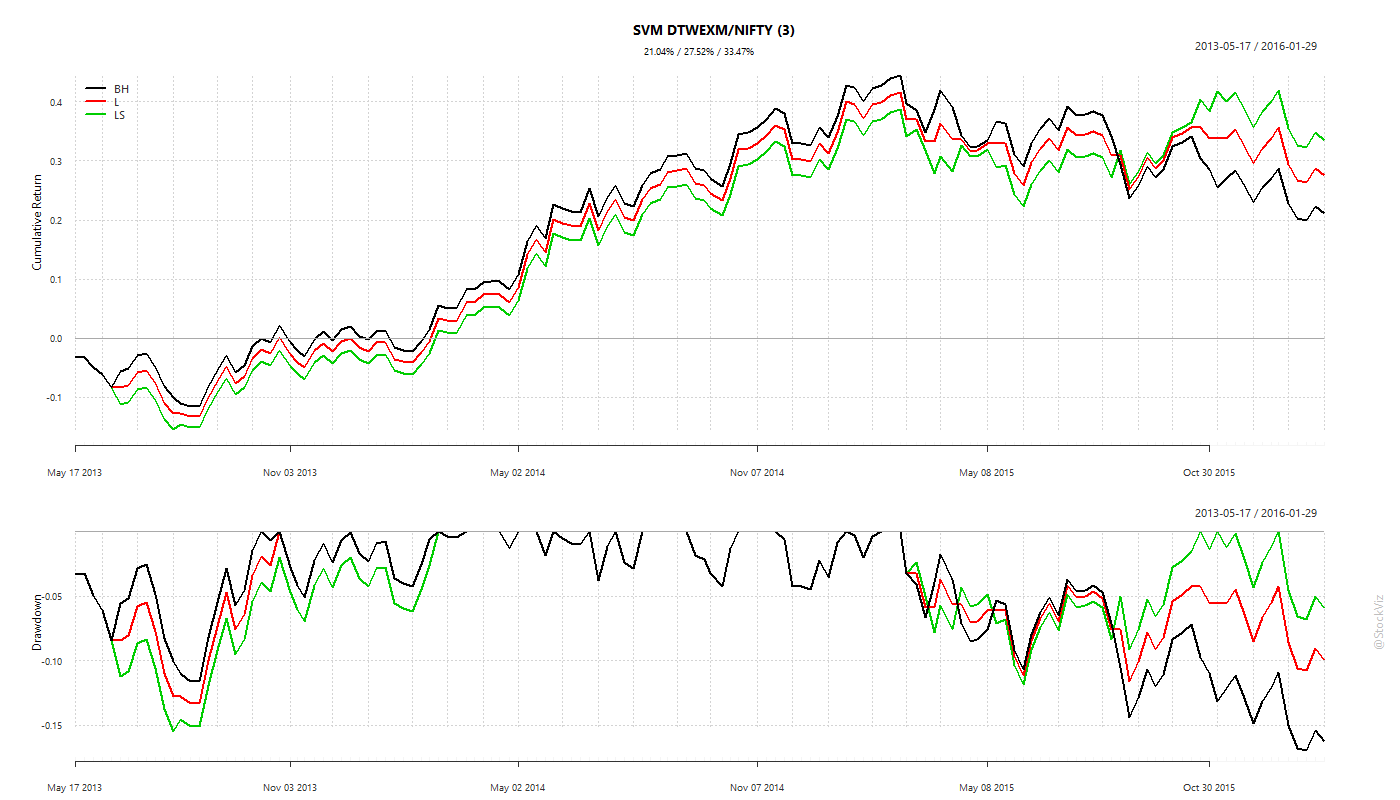 SVM DTWEXM/NIFTY (3)
21.04% / 27.52% / 33.47%
2013-05-17 / 2016-01-29
BH
L
LS
Cumulative Return
0.4
0.3
0.2
0.1
0.0
-0.1
May 17 2013
Nov 03 2013
May 02 2014
Nov 07 2014
May 08 2015
Oct 30 2015
2013-05-17 / 2016-01-29
Drawdown
-0.05
-0.10
-0.15
May 17 2013
Nov 03 2013
May 02 2014
Nov 07 2014
May 08 2015
Oct 30 2015
@StockViz